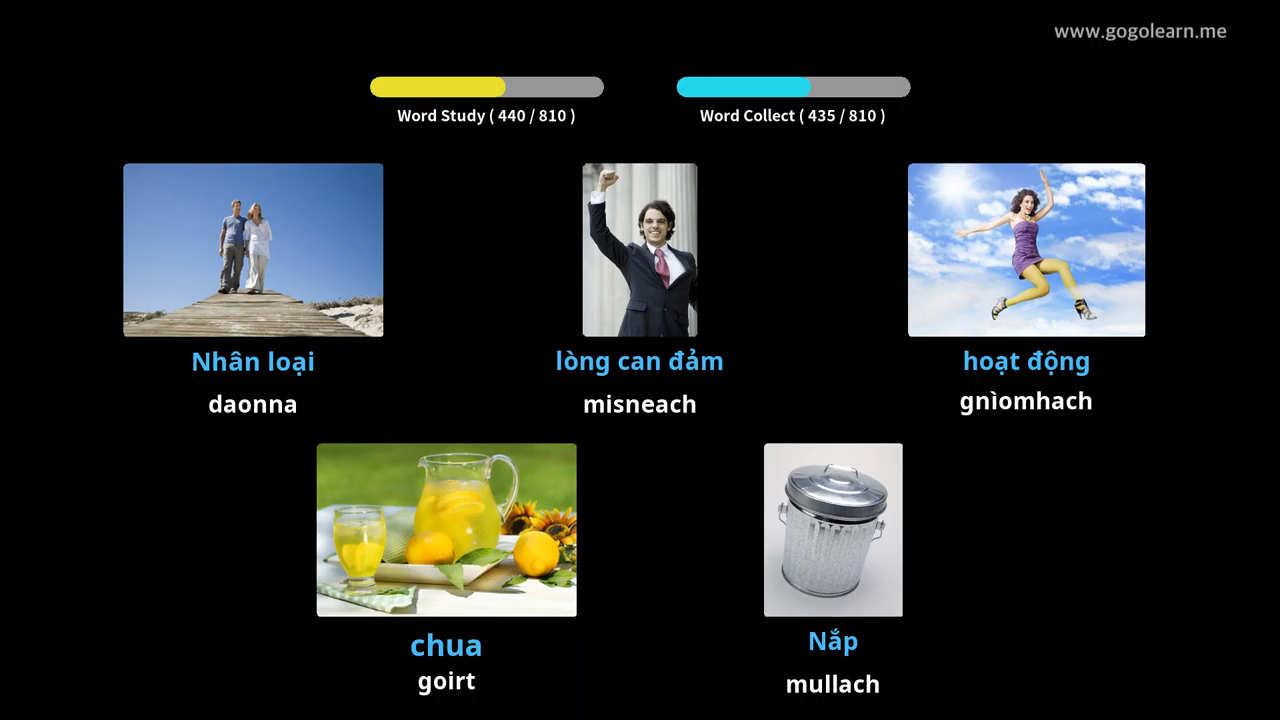 www.gogolearn.me
Word Study ( 440 / 810 )
Word Collect ( 435 / 810 )
Nhân loại
daonna
lòng can đảm
misneach
hoạt động
gnìomhach
chua
goirt
Nắp
mullach